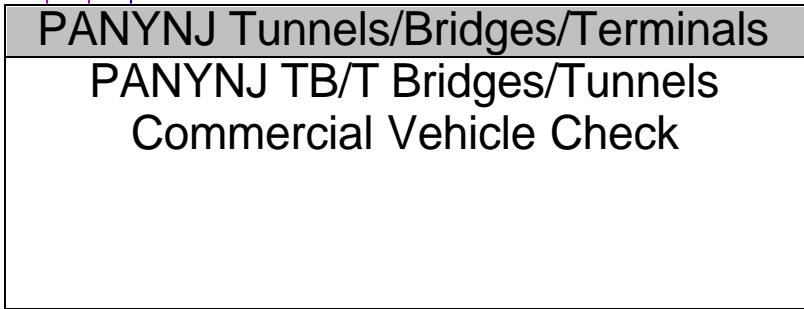 PANYNJ Tunnels/Bridges/Terminals
PANYNJ TB/T Bridges/Tunnels
Commercial Vehicle Check